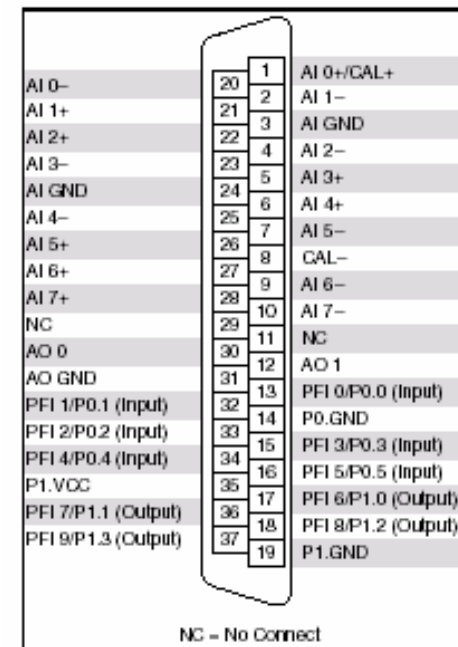 AI 0– 20 1 AI 0+/CAL+
AI 1+ 21 2 AI 1–
AI 2+ 22 3 AI GND
AI 3– 23 4 AI 2–
AI GND 24 5 AI 3+
AI 4– 25 6 AI 4+
AI 5+ 26 7 AI 5–
AI 6+ 27 8 CAL–
AI 7+ 28 9 AI 6–
NC 29 10 AI 7–
AO 0 30 11 NC
AO GND 31 12 AO 1
PFI 1/P0.1 (Input) 32 13 PFI 0/P0.0 (Input)
PFI 2/P0.2 (Input) 33 14 P0.GND
PFI 4/P0.4 (Input) 34 15 PFI 3/P0.3 (Input)
P1.VCC 35 16 PFI 5/P0.5 (Input)
PFI 7/P1.1 (Output) 36 17 PFI 6/P1.0 (Output)
PFI 9/P1.3 (Output) 37 18 PFI 8/P1.2 (Output)
19 P1.GND
NC = No Connect